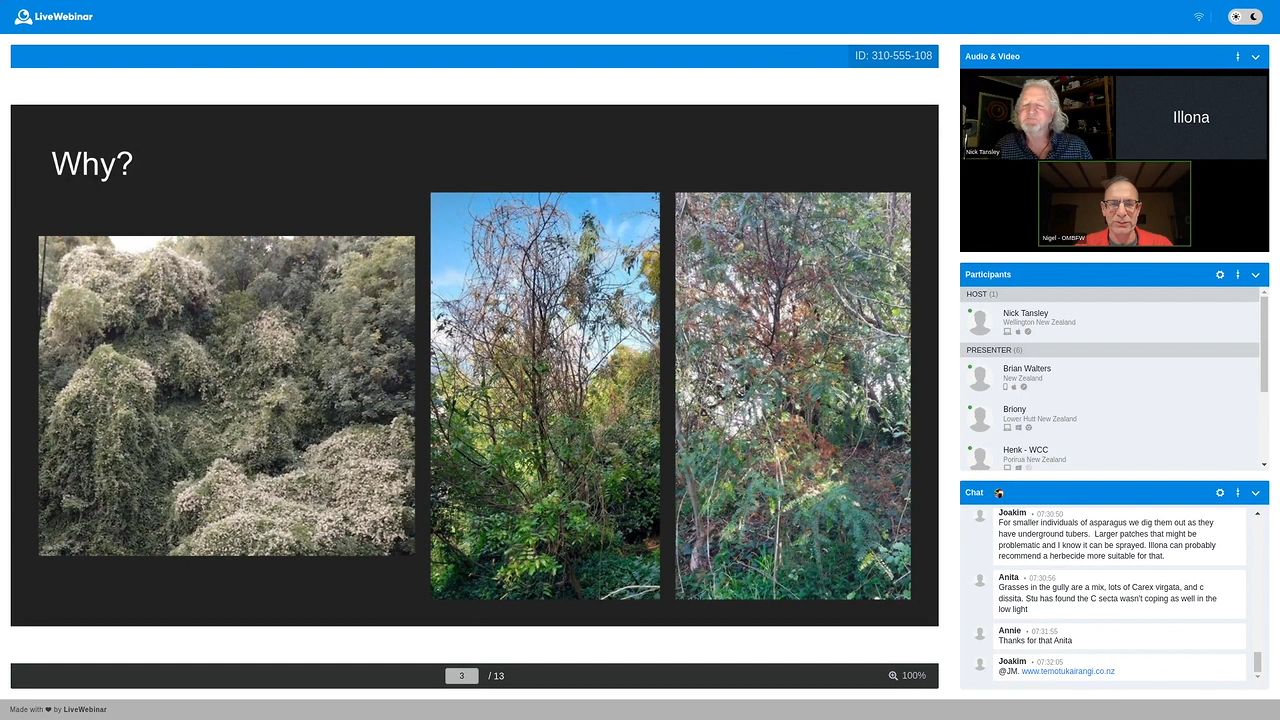 LiveWebinar
ID: 310-555-108
Why?
3 / 13
100%
Audio & Video
Nick Tansley
Illona
Nigel - OMBFW
Participants
HOST (1)
Nick Tansley
Wellington New Zealand
PRESENTER (6)
Brian Walters
New Zealand
Briony
Lower Hutt New Zealand
Henk - WCC
Porirua New Zealand
Chat
Joakim • 07:30:50
For smaller individuals of asparagus we dig them out as they
have underground tubers. Larger patches that might be
problematic and I know it can be sprayed. Illona can probably
recommend a herbecide more suitable for that.
Anita • 07:30:56
Grasses in the gully are a mix, lots of Carex virgata, and c
dissita. Stu has found the C secta wasn't coping as well in the
low light
Annie • 07:31:55
Thanks for that Anita
Joakim • 07:32:05
@JM. www.temotukairangi.co.nz
Made with ❤ by LiveWebinar